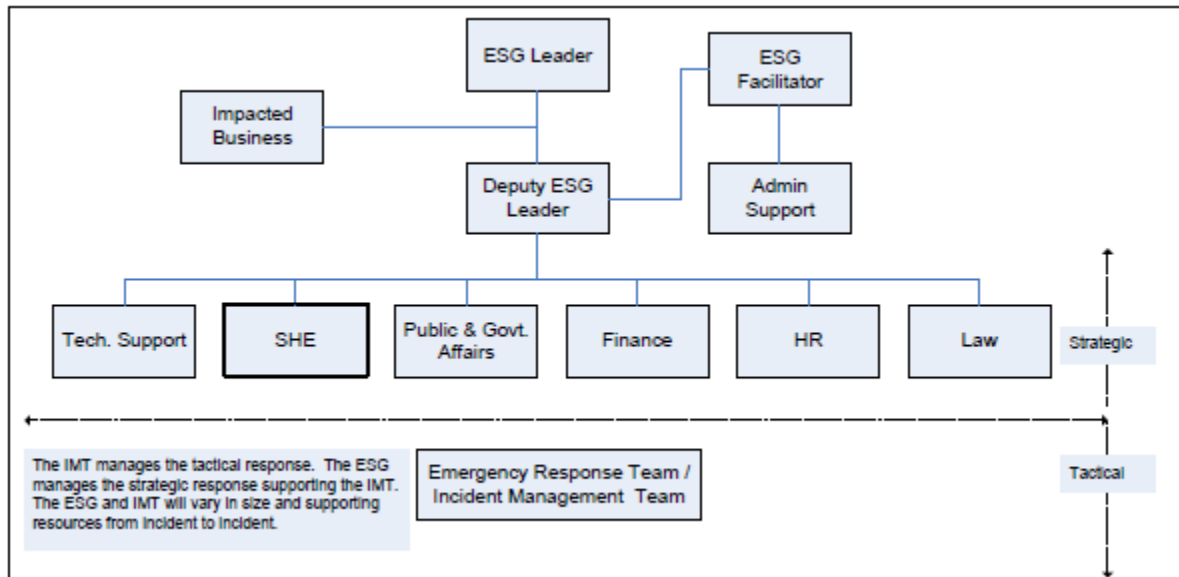 ESG Leader
ESG
Facilitator
Impacted
Business
Deputy ESG
Leader
Admin
Support
Tech. Support
SHE
Public & Govt.
Affairs
Finance
HR
Law
Strategic
The IMT manages the tactical response. The ESG
manages the strategic response supporting the IMT.
The ESG and IMT will vary in size and supporting
resources from incident to incident.
Emergency Response Team /
Incident Management Team
Tactical